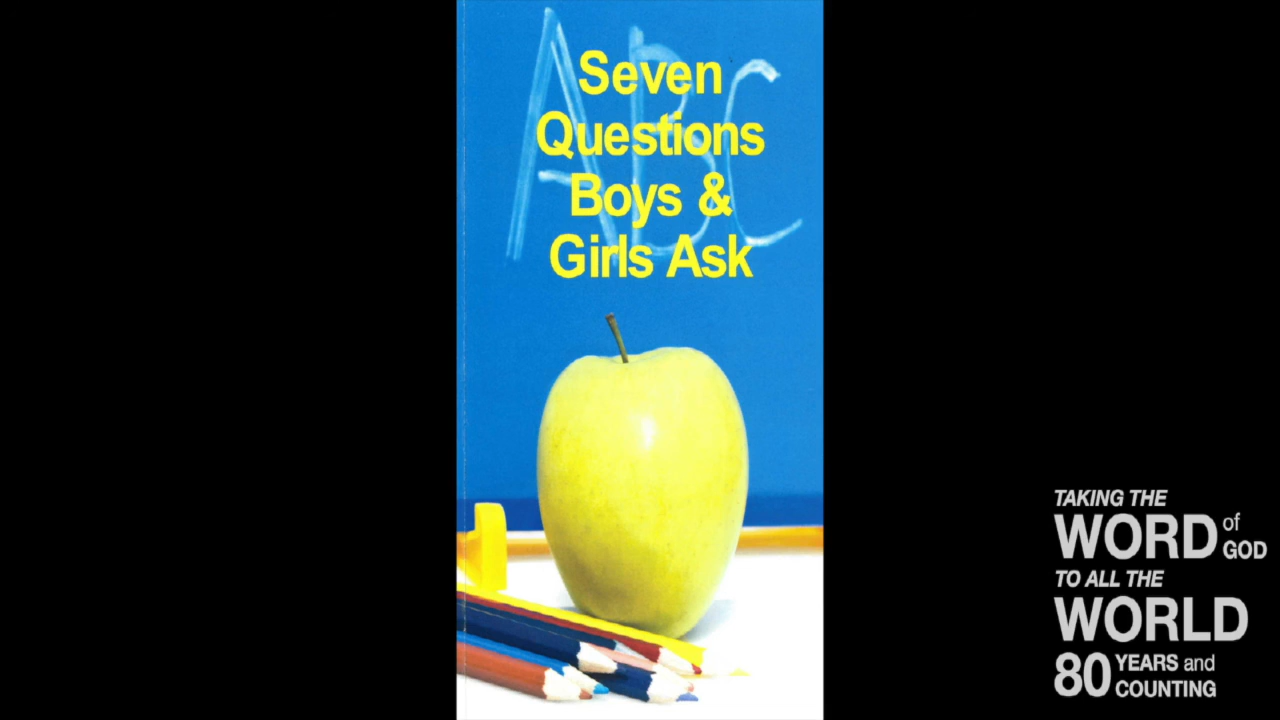 ABC
Seven
Questions
Boys &
Girls Ask
TAKING THE
WORD of GOD
TO ALL THE
WORLD
80 YEARS and
COUNTING